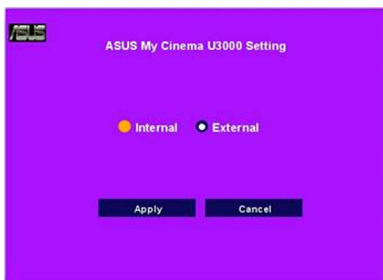 ASUS
ASUS My Cinema U3000 Setting
Internal External
Apply Cancel